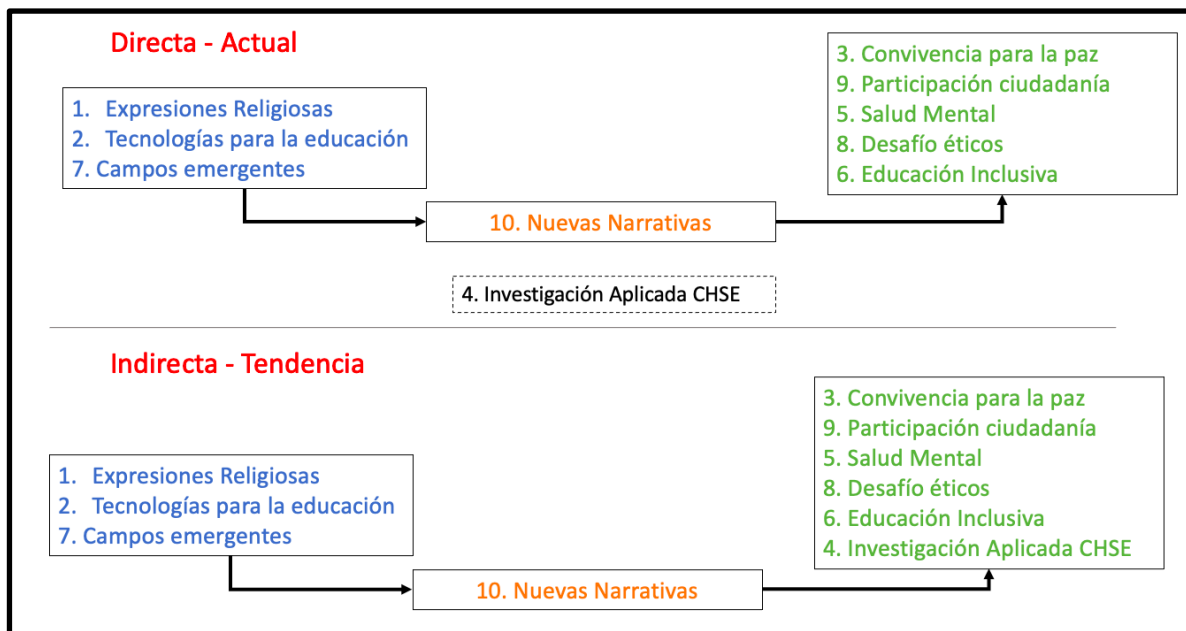 Directa - Actual
1. Expresiones Religiosas
2. Tecnologías para la educación
7. Campos emergentes
3. Convivencia para la paz
9. Participación ciudadanía
5. Salud Mental
8. Desafío éticos
6. Educación Inclusiva
10. Nuevas Narrativas
4. Investigación Aplicada CHSE
Indirecta - Tendencia
1. Expresiones Religiosas
2. Tecnologías para la educación
7. Campos emergentes
3. Convivencia para la paz
9. Participación ciudadanía
5. Salud Mental
8. Desafío éticos
6. Educación Inclusiva
4. Investigación Aplicada CHSE
10. Nuevas Narrativas